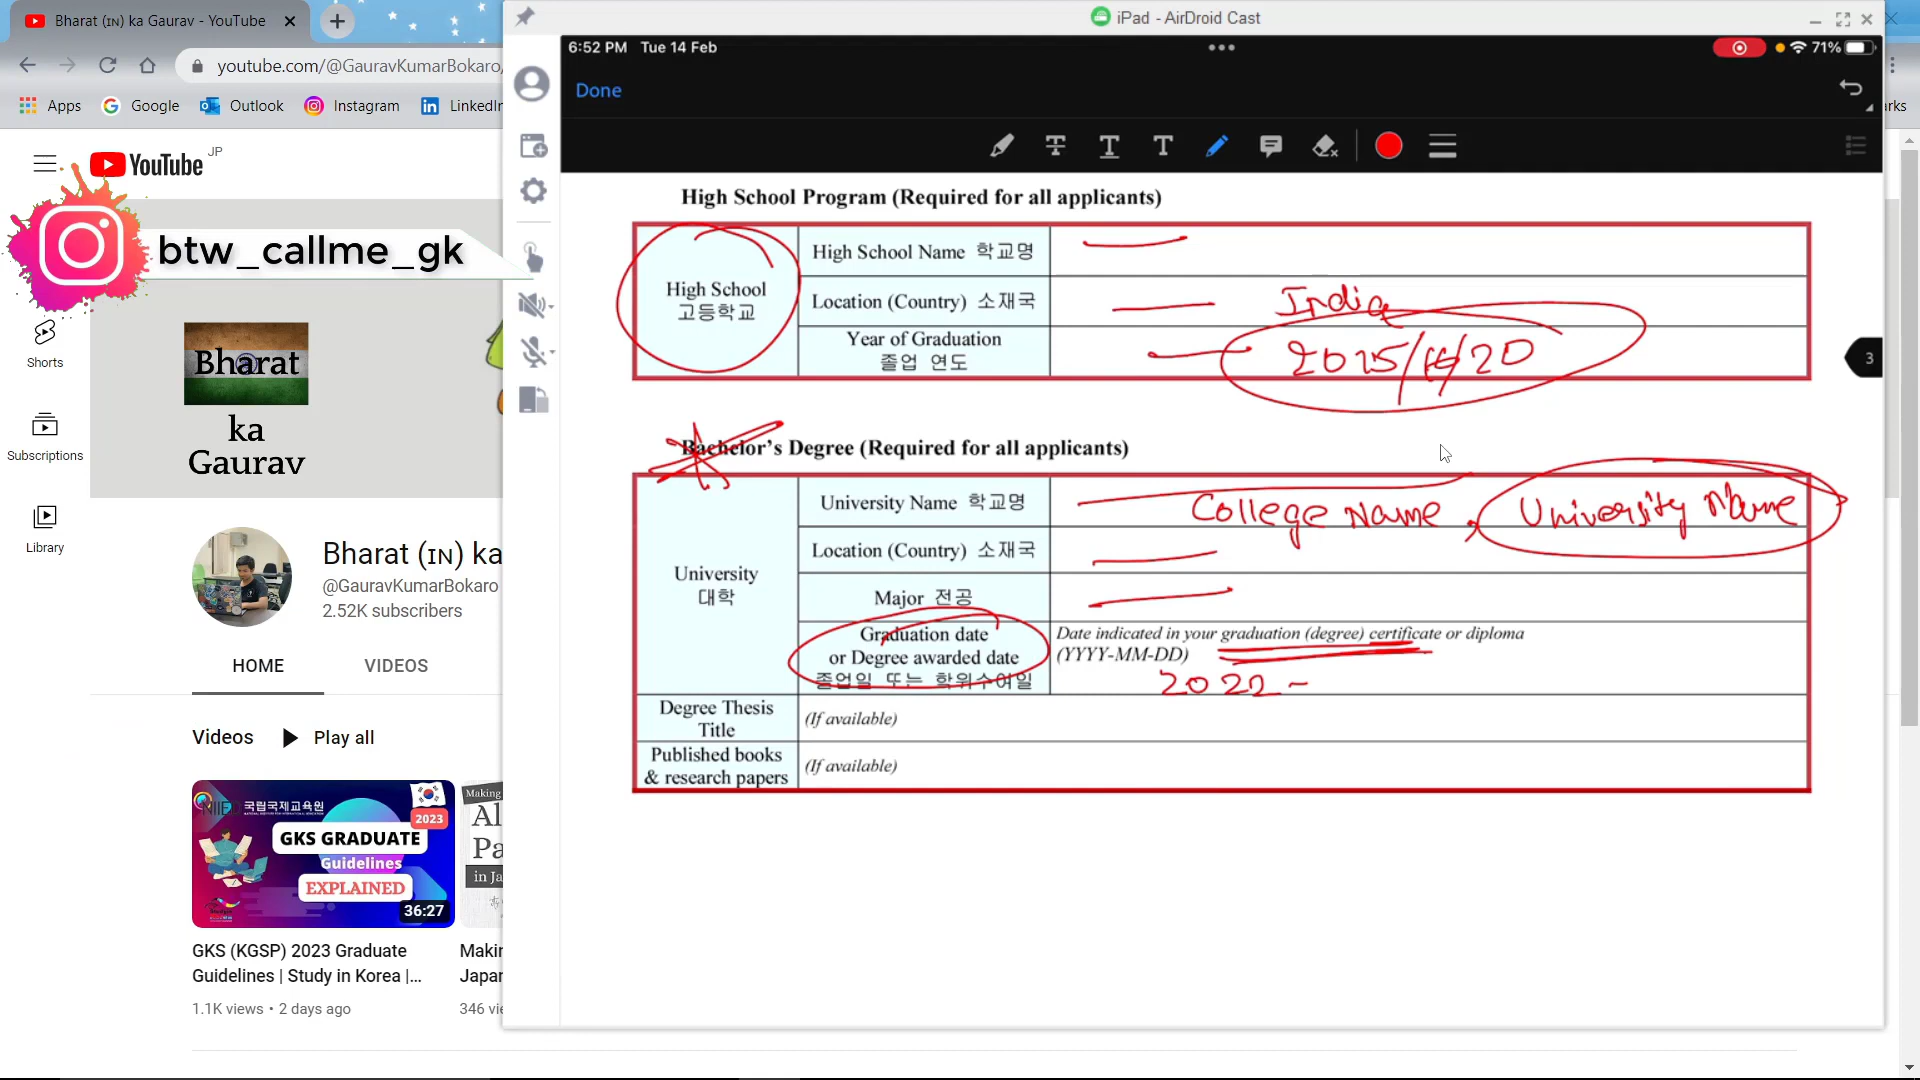 Bharat (IN) ka Gaurav - YouTube
iPad - AirDroid Cast
6:52 PM Tue 14 Feb
71%
youtube.com/@GauravKumarBokaro
Done
Apps Google Outlook Instagram LinkedIn
YouTube JP
btw_callme_gk
Shorts
Subscriptions
Library
Bharat
ka
Gaurav
Bharat (IN) ka
@GauravKumarBokaro
2.52K subscribers
HOME VIDEOS
Videos Play all
국립국제교육원
2023
GKS GRADUATE
Guidelines
EXPLAINED
36:27
Making
Al
Pa
in Ja
GKS (KGSP) 2023 Graduate
Guidelines | Study in Korea |...
1.1K views • 2 days ago
Makin
Japan
346 vie
High School Program (Required for all applicants)
High School
고등학교
High School Name 학교명
Location (Country) 소재국
India
Year of Graduation
졸업 연도
3
Bachelor's Degree (Required for all applicants)
University
대학
University Name 학교명
College Name, University Name
Location (Country) 소재국
Major 전공
Graduation date
or Degree awarded date
졸업일 또는 학위수여일
Date indicated in your graduation (degree) certificate or diploma
(YYYY-MM-DD)
2022 -
Degree Thesis
Title
(If available)
Published books
& research papers
(If available)